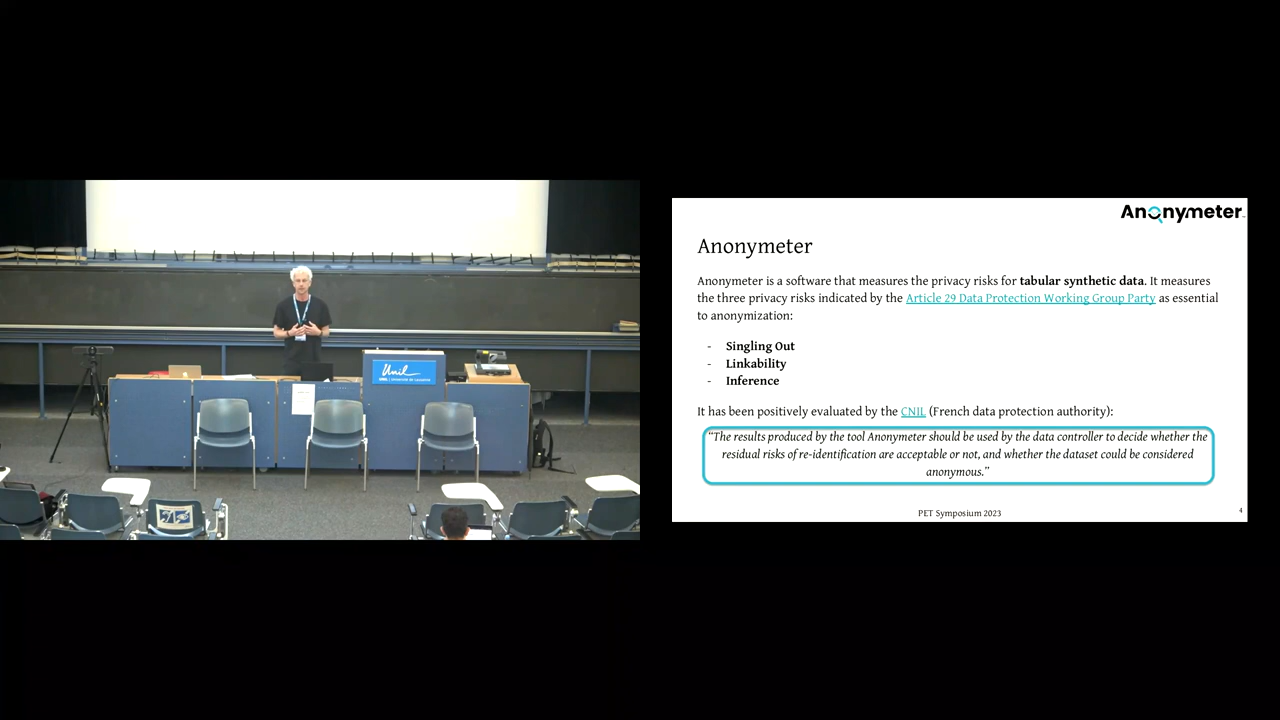 Unil
UNIL | Université de Lausanne
Anonymeter
Anonymeter
Anonymeter is a software that measures the privacy risks for tabular synthetic data. It measures
the three privacy risks indicated by the Article 29 Data Protection Working Group Party as essential
to anonymization:
- Singling Out
- Linkability
- Inference
It has been positively evaluated by the CNIL (French data protection authority):
“The results produced by the tool Anonymeter should be used by the data controller to decide whether the
residual risks of re-identification are acceptable or not, and whether the dataset could be considered
anonymous.”
PET Symposium 2023
4